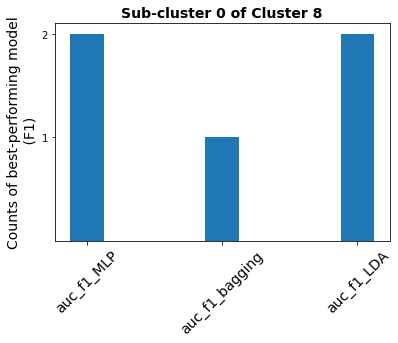 Sub-cluster 0 of Cluster 8
Counts of best-performing model
(F1)
2
1
auc_f1_MLP
auc_f1_bagging
auc_f1_LDA